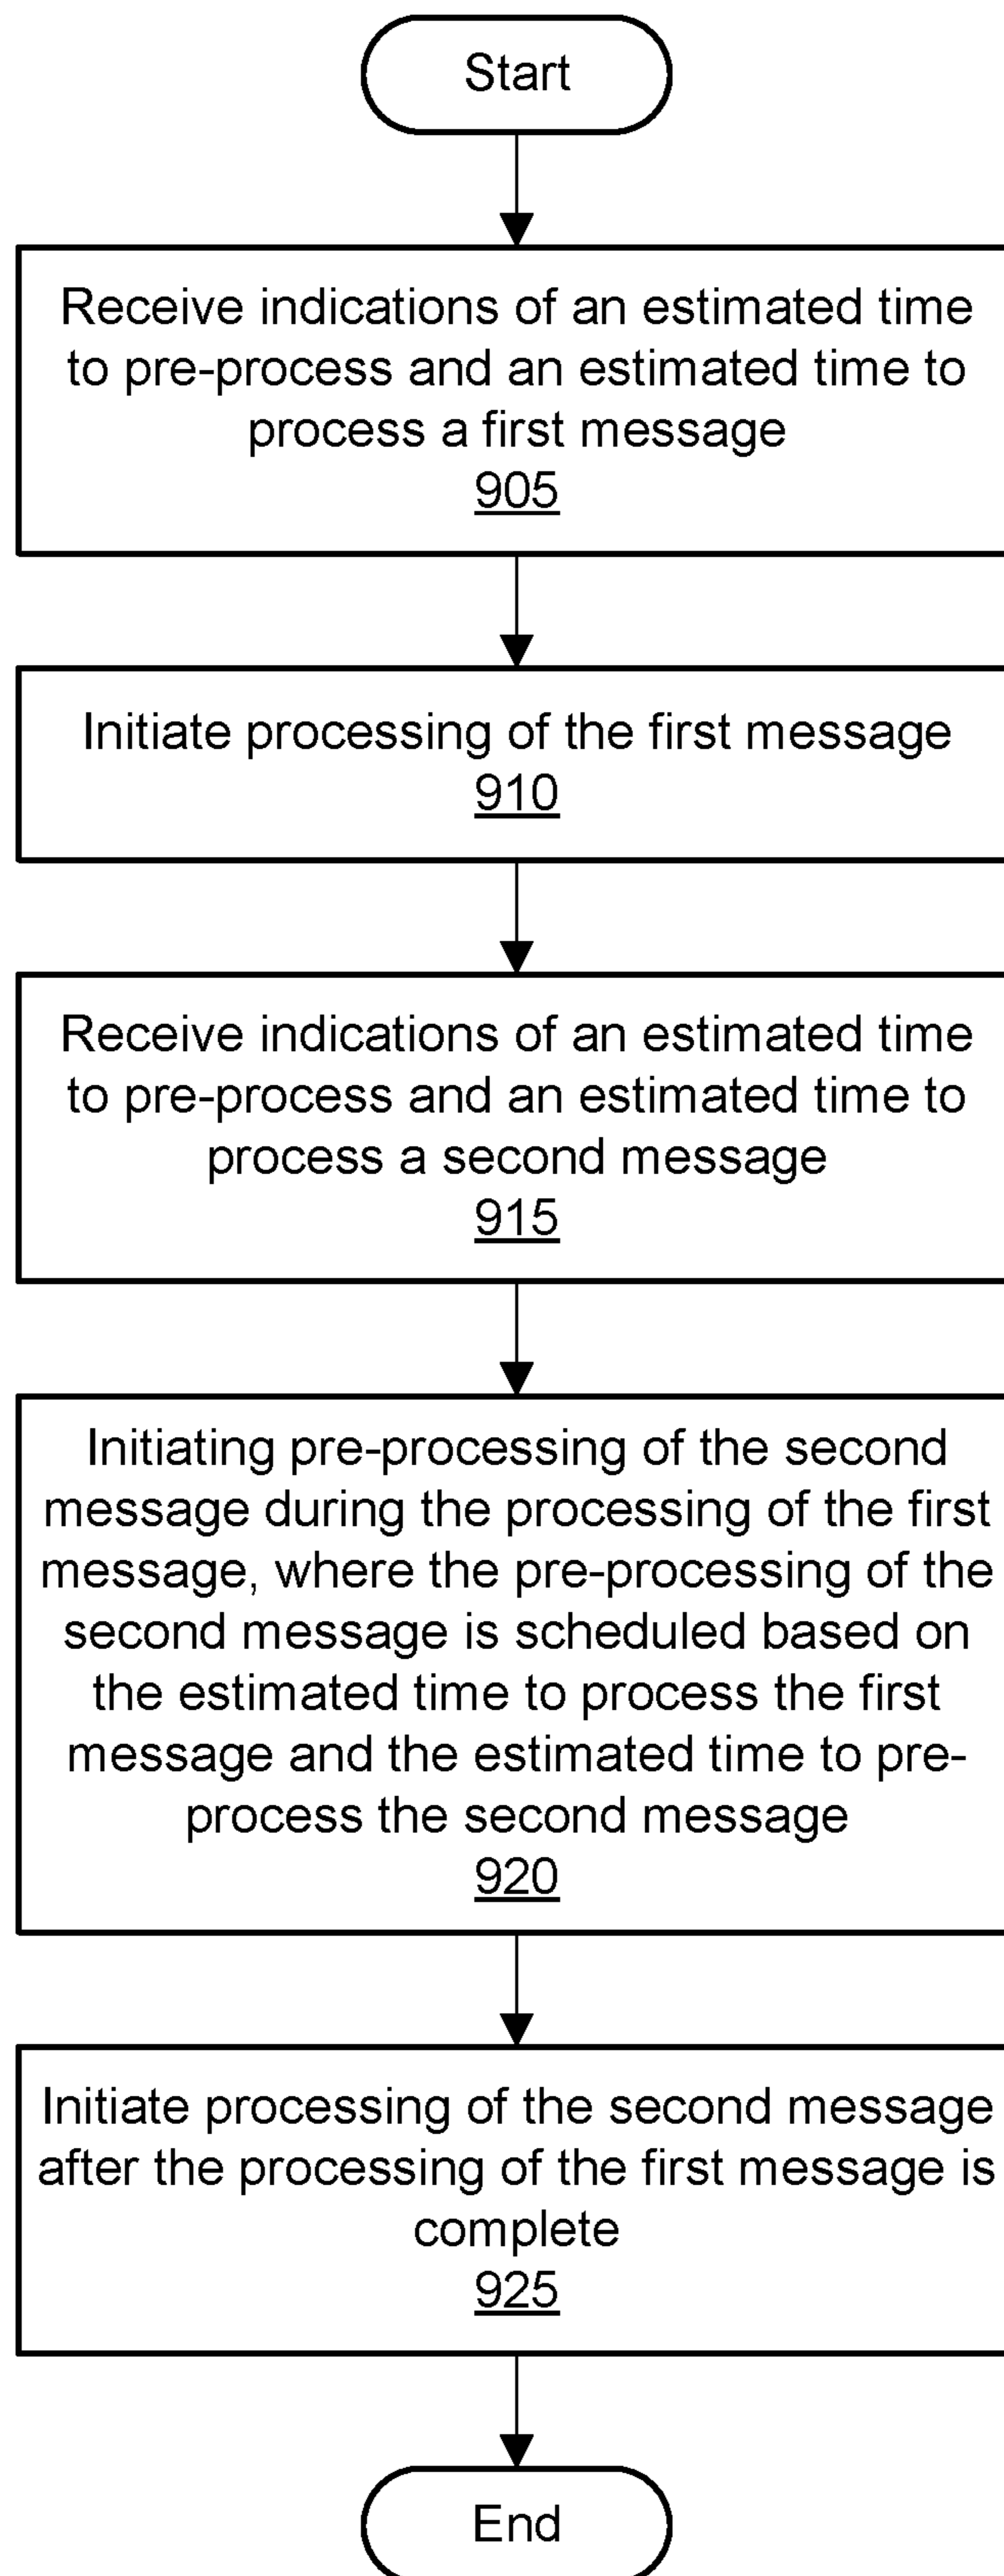 Start
Receive indications of an estimated time
to pre-process and an estimated time to
process a first message
905
Initiate processing of the first message
910
Receive indications of an estimated time
to pre-process and an estimated time to
process a second message
915
Initiating pre-processing of the second
message during the processing of the first
message, where the pre-processing of the
second message is scheduled based on
the estimated time to process the first
message and the estimated time to pre-
process the second message
920
Initiate processing of the second message
after the processing of the first message is
complete
925
End